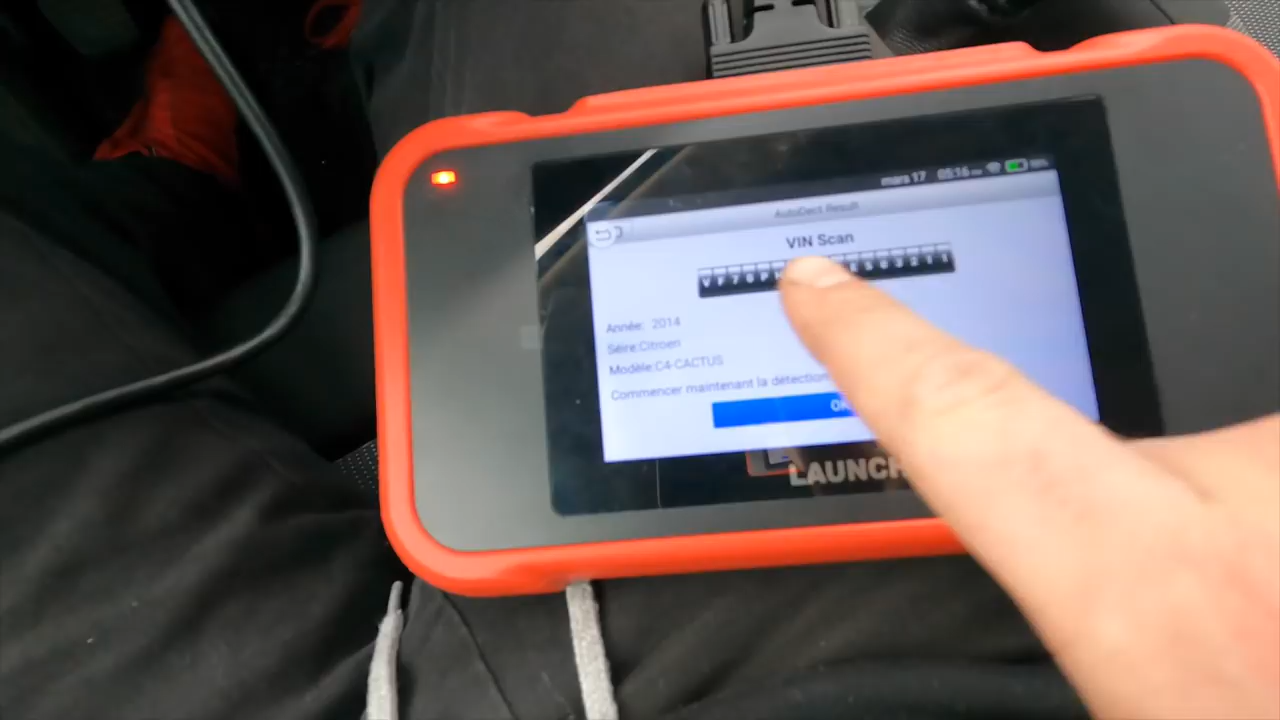 mars 17 05:16 PM
AutoDect Result
VIN Scan
Année: 2014
Série:Citroen
Modèle:C4-CACTUS
Commencer maintenant la détection
LAUNCH